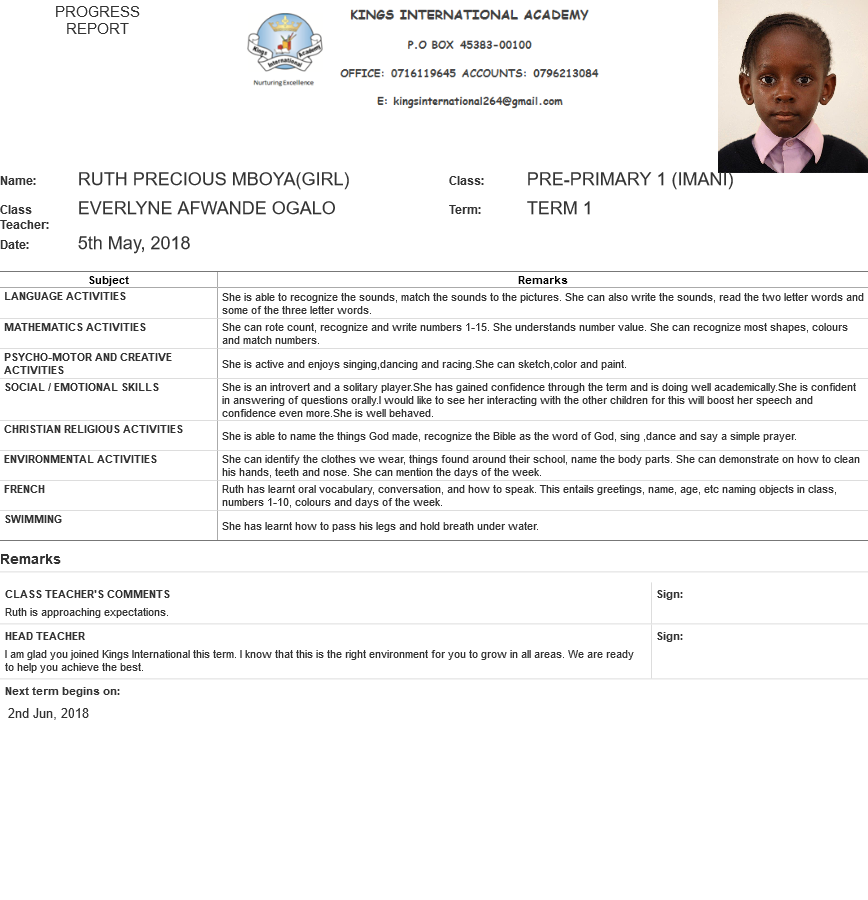 PROGRESS
REPORT
KINGS INTERNATIONAL ACADEMY
P.O BOX 45383-00100
OFFICE: 0716119645 ACCOUNTS: 0796213084
E: kingsinternational264@gmail.com
Kings International Academy
Nurturing Excellence
Name: RUTH PRECIOUS MBOYA(GIRL) Class: PRE-PRIMARY 1 (IMANI)
Class Teacher: EVERLYNE AFWANDE OGALO Term: TERM 1
Date: 5th May, 2018
Subject Remarks
LANGUAGE ACTIVITIES
She is able to recognize the sounds, match the sounds to the pictures. She can also write the sounds, read the two letter words and
some of the three letter words.
MATHEMATICS ACTIVITIES
She can rote count, recognize and write numbers 1-15. She understands number value. She can recognize most shapes, colours
and match numbers.
PSYCHO-MOTOR AND CREATIVE
ACTIVITIES
She is active and enjoys singing,dancing and racing.She can sketch,color and paint.
SOCIAL / EMOTIONAL SKILLS
She is an introvert and a solitary player.She has gained confidence through the term and is doing well academically.She is confident
in answering of questions orally.I would like to see her interacting with the other children for this will boost her speech and
confidence even more.She is well behaved.
CHRISTIAN RELIGIOUS ACTIVITIES
She is able to name the things God made, recognize the Bible as the word of God, sing ,dance and say a simple prayer.
ENVIRONMENTAL ACTIVITIES
She can identify the clothes we wear, things found around their school, name the body parts. She can demonstrate on how to clean
his hands, teeth and nose. She can mention the days of the week.
FRENCH
Ruth has learnt oral vocabulary, conversation, and how to speak. This entails greetings, name, age, etc naming objects in class,
numbers 1-10, colours and days of the week.
SWIMMING
She has learnt how to pass his legs and hold breath under water.
Remarks
CLASS TEACHER'S COMMENTS Sign:
Ruth is approaching expectations.
HEAD TEACHER Sign:
I am glad you joined Kings International this term. I know that this is the right environment for you to grow in all areas. We are ready
to help you achieve the best.
Next term begins on:
2nd Jun, 2018